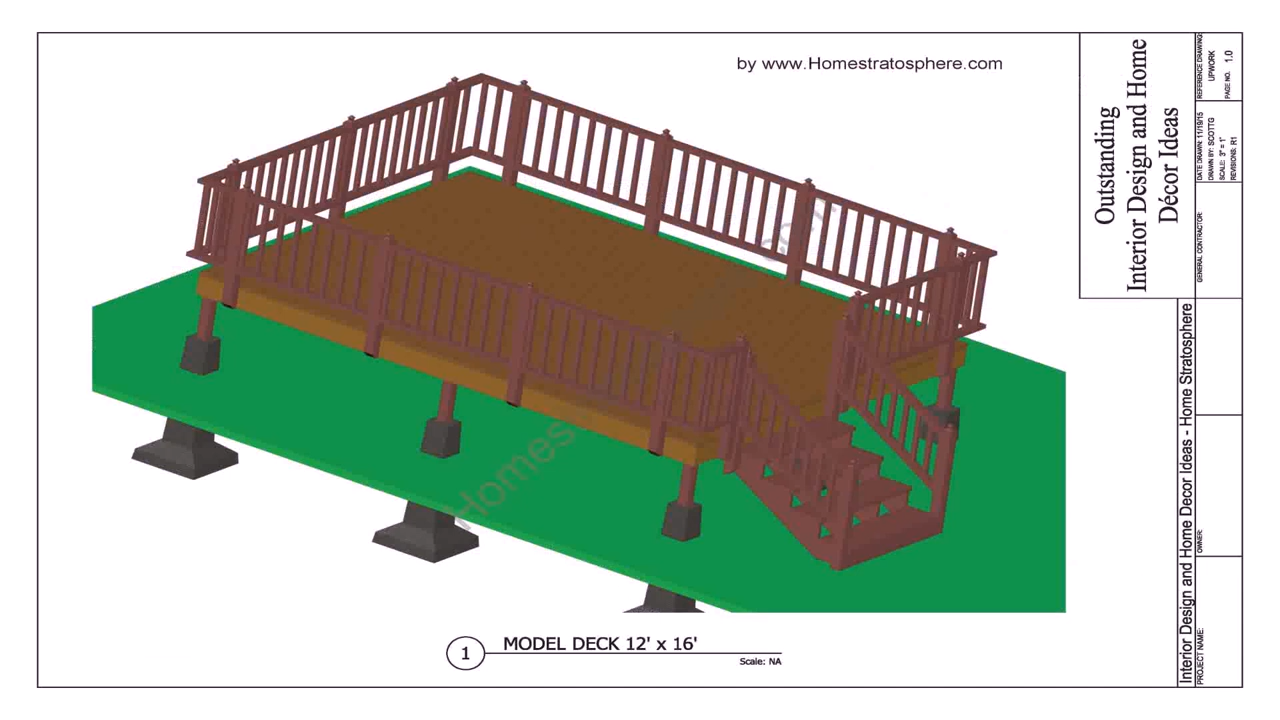 by www.Homestratosphere.com
Outstanding
Interior Design and Home
Décor Ideas
REFERENCE DRAWING:
UPWORK
PAGE NO. 1.0
DATE DRAWN: 11/19/15
DRAWN BY: SCOTTG
SCALE: 3" = 1'
REVISIONS: R1
GENERAL CONTRACTOR:
Interior Design and Home Decor Ideas - Home Stratosphere
OWNER:
PROJECT NAME:
Homes
.com
1
MODEL DECK 12' x 16'
Scale: NA